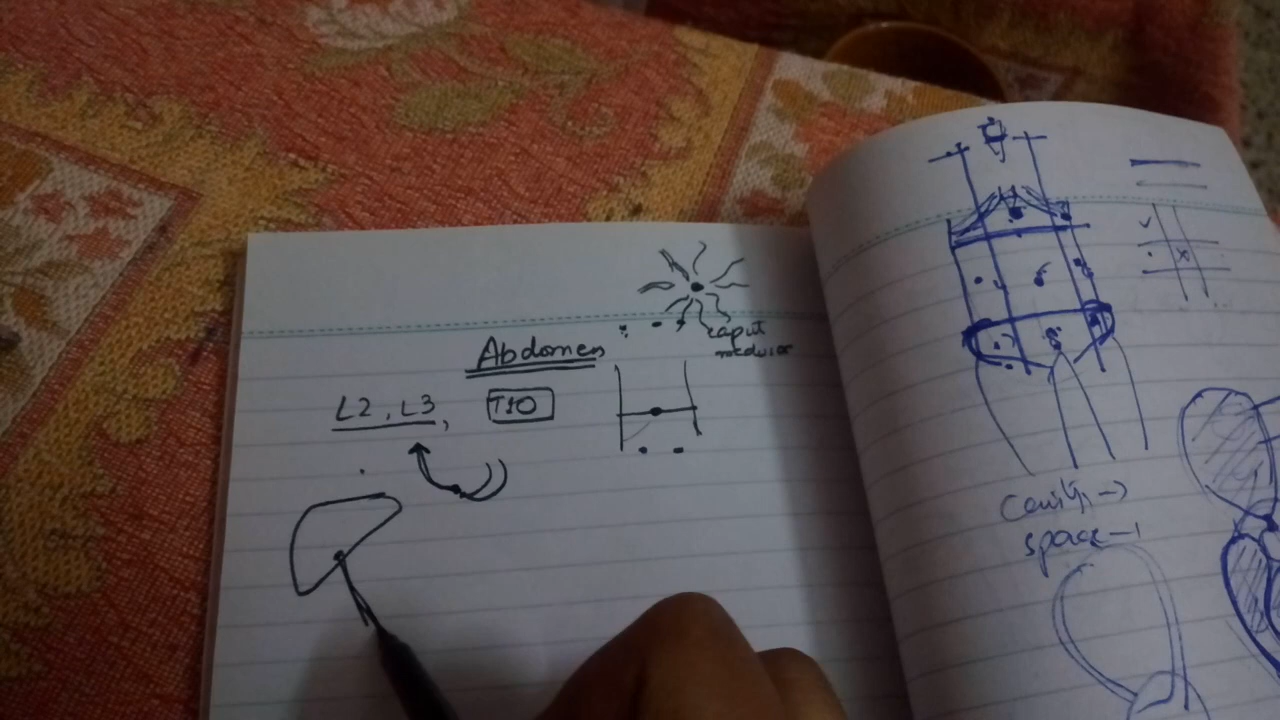 caput
medusae
Abdomen
L2, L3, T10
Cavity →
space →